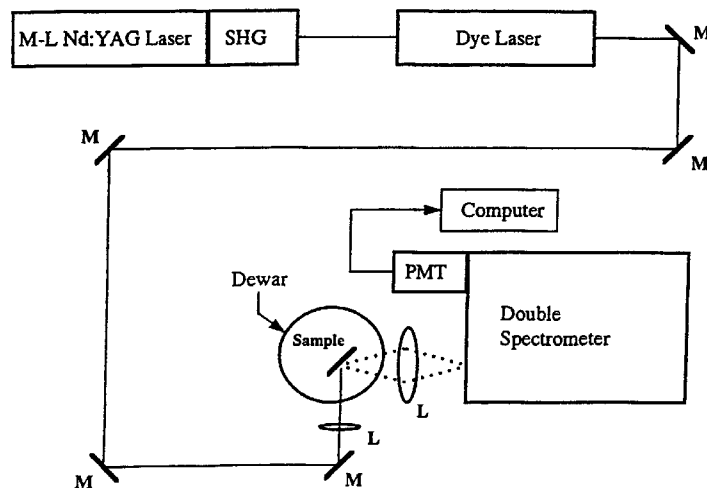 M-L Nd:YAG Laser
SHG
Dye Laser
M
M
M
Computer
PMT
Dewar
Double
Spectrometer
Sample
L
L
M
M